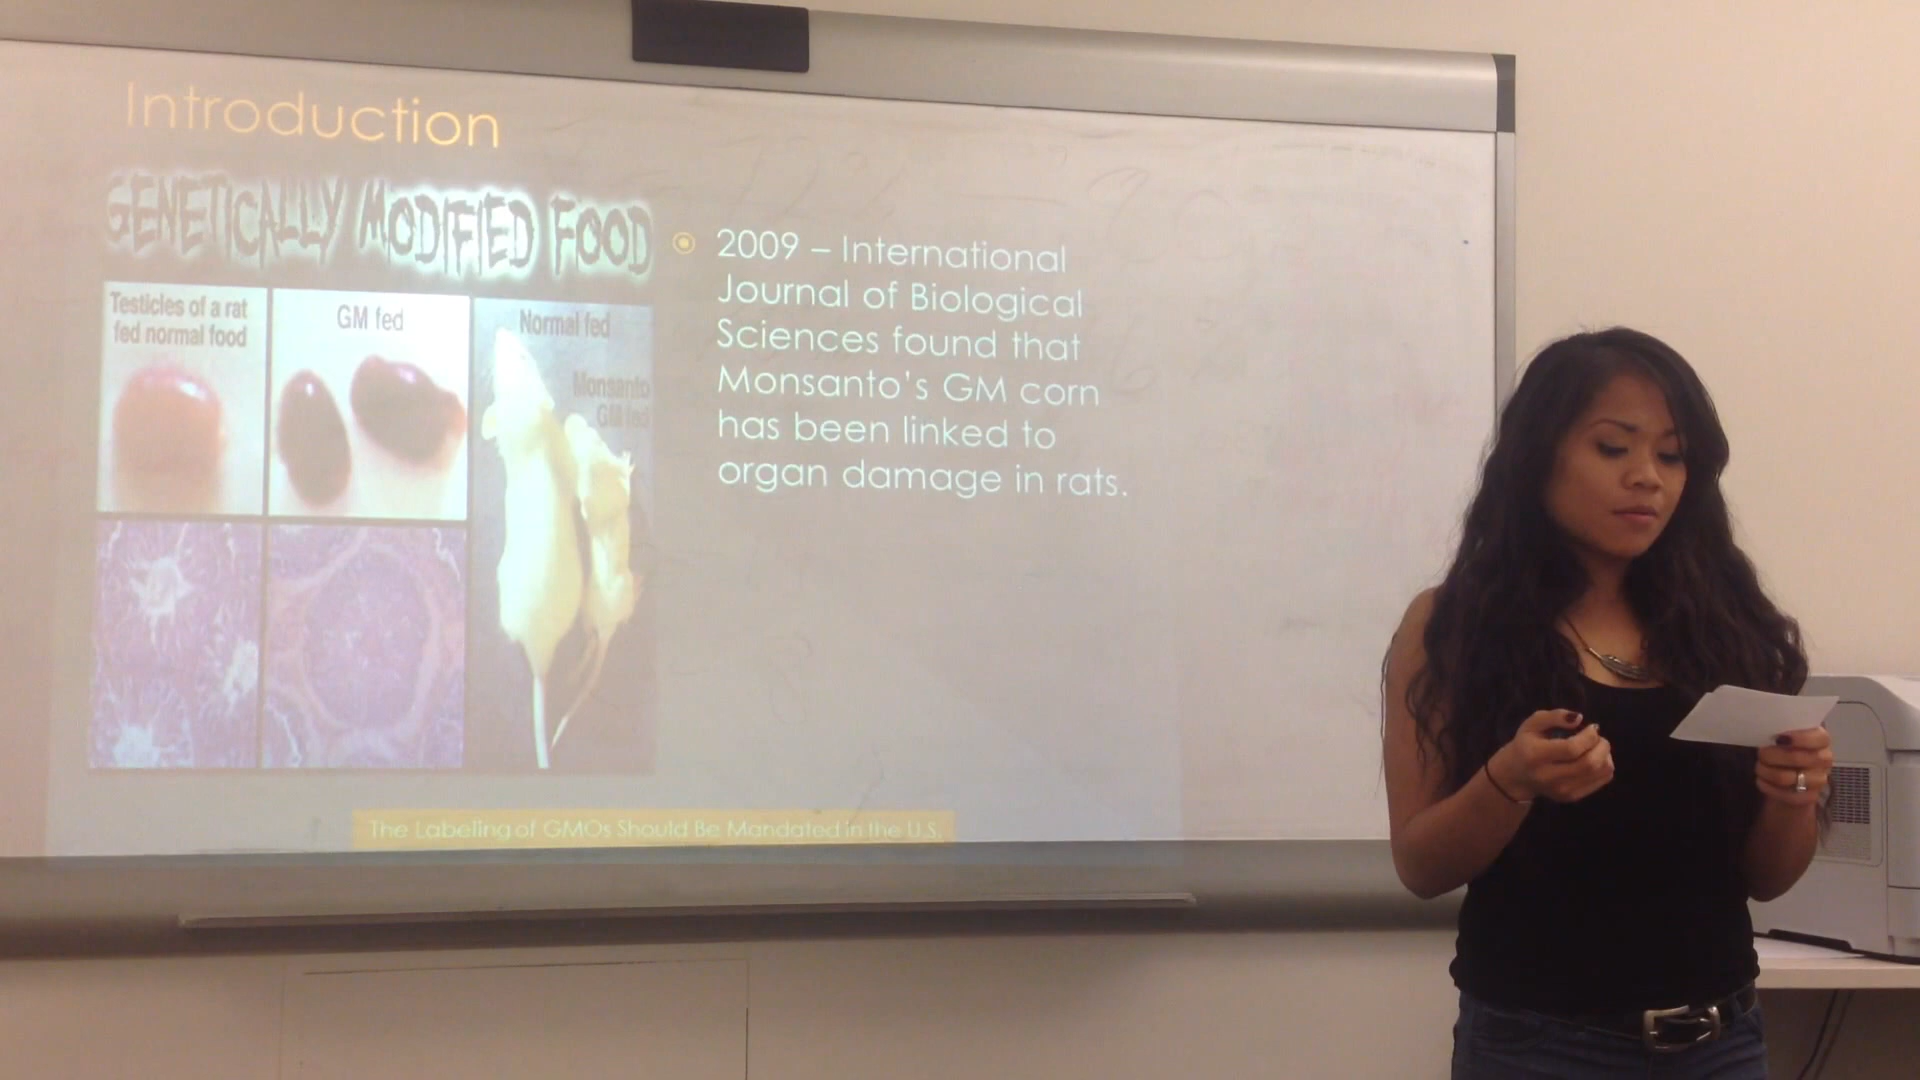 Introduction
GENETICALLY MODIFIED FOOD
Testicles of a rat
fed normal food
GM fed
Normal fed
Monsanto
GM fed
2009 – International
Journal of Biological
Sciences found that
Monsanto's GM corn
has been linked to
organ damage in rats.
The Labeling of GMOs Should Be Mandated in the U.S.